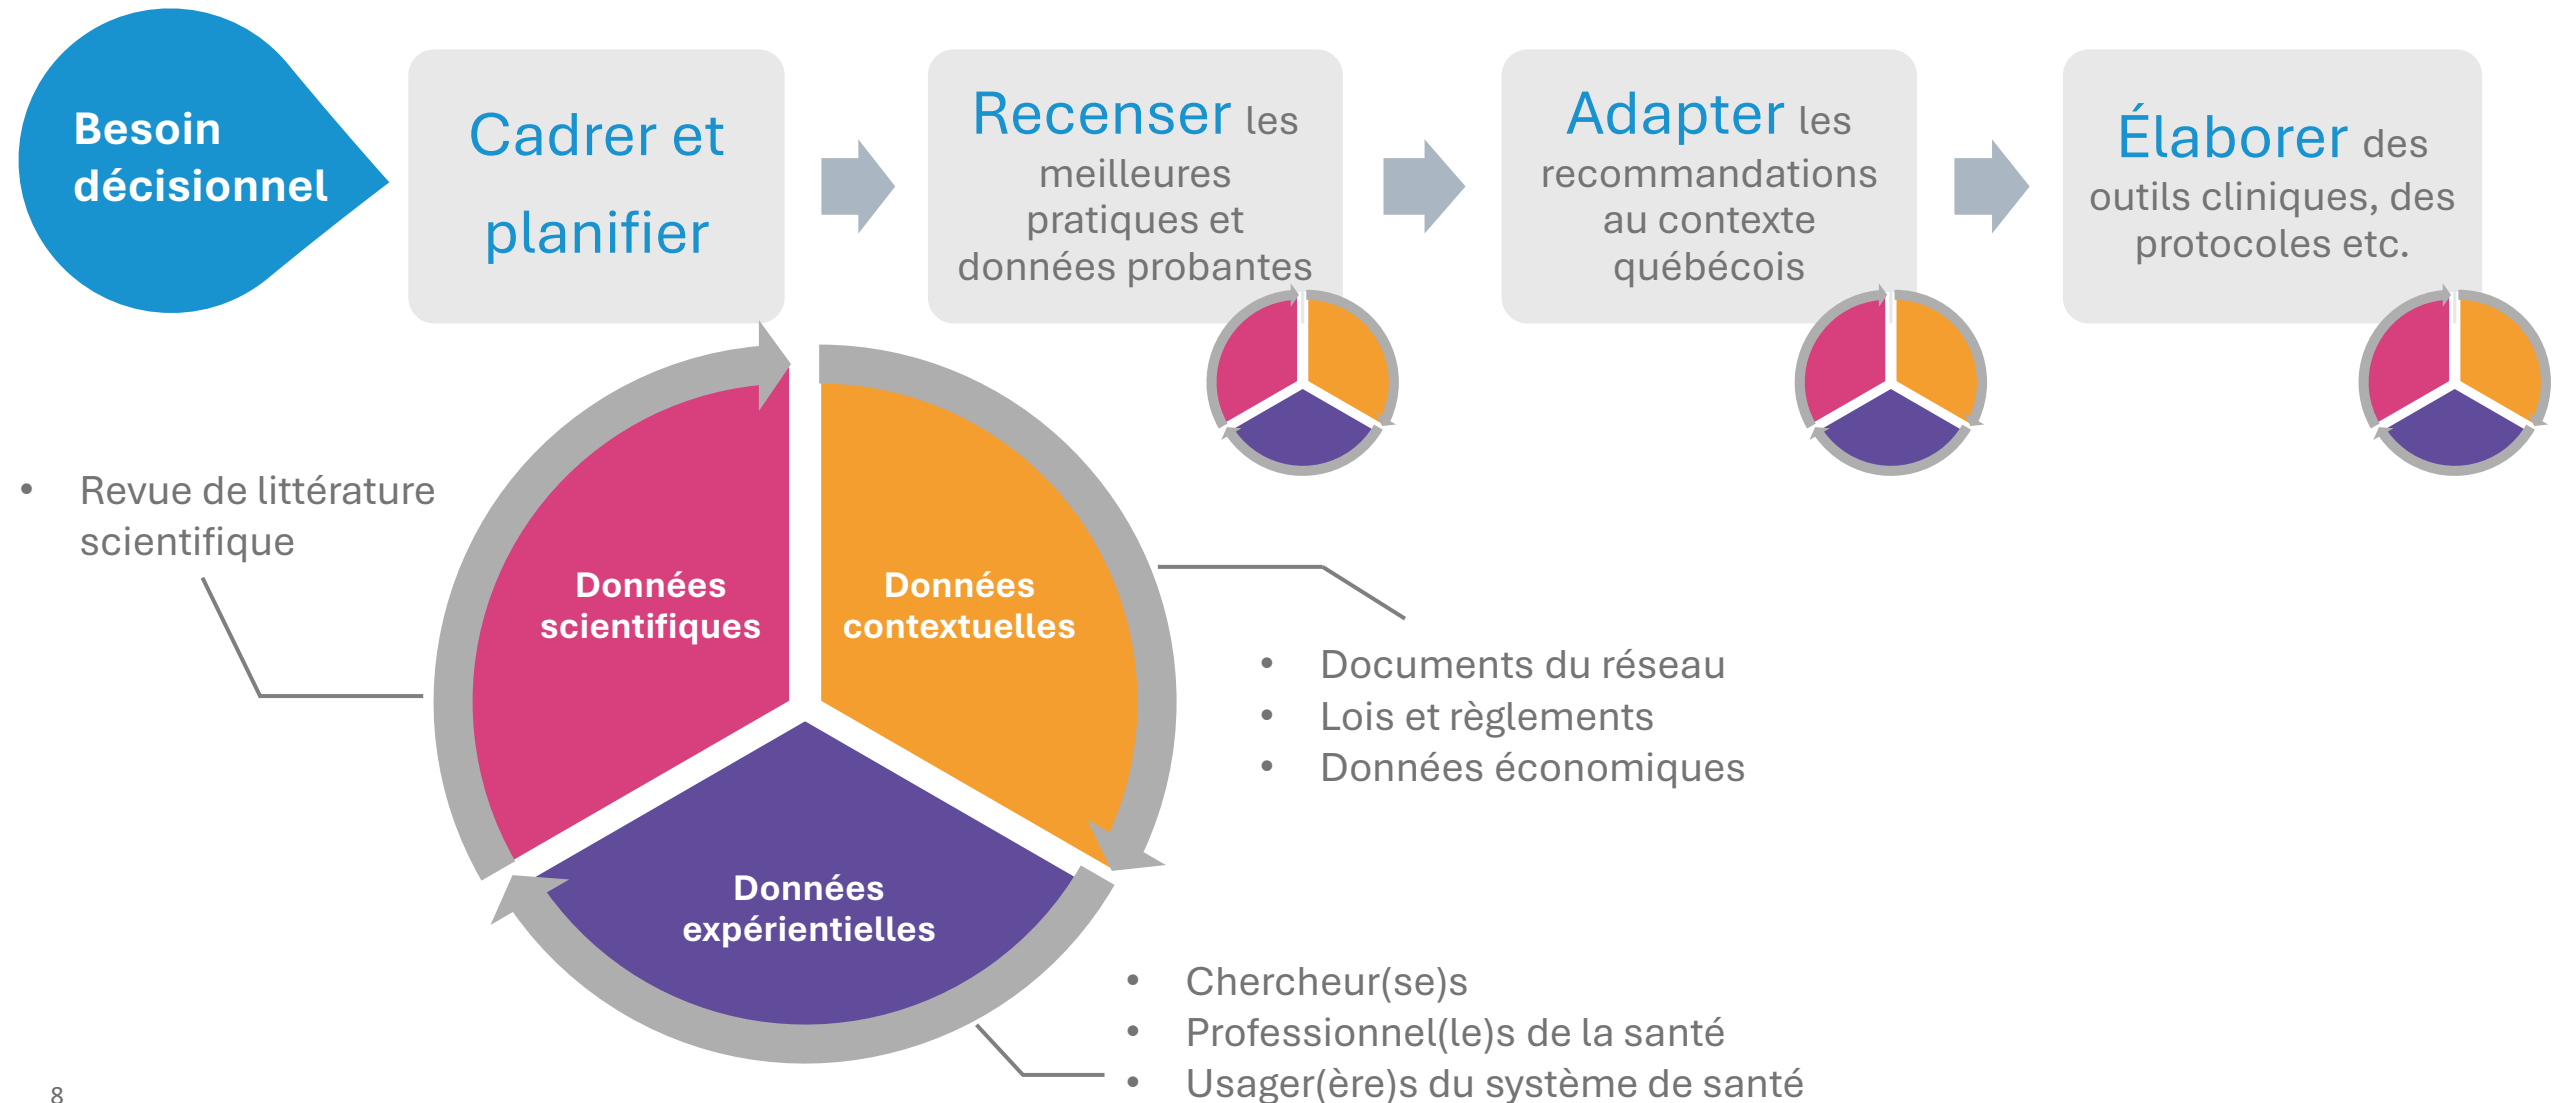 Besoin
décisionnel
Cadrer et
planifier
Recenser les
meilleures
pratiques et
données probantes
Adapter les
recommandations
au contexte
québécois
Élaborer des
outils cliniques, des
protocoles etc.
• Revue de littérature
scientifique
Données
scientifiques
Données
contextuelles
• Documents du réseau
• Lois et règlements
• Données économiques
Données
expérientielles
• Chercheur(se)s
• Professionnel(le)s de la santé
• Usager(ère)s du système de santé
8